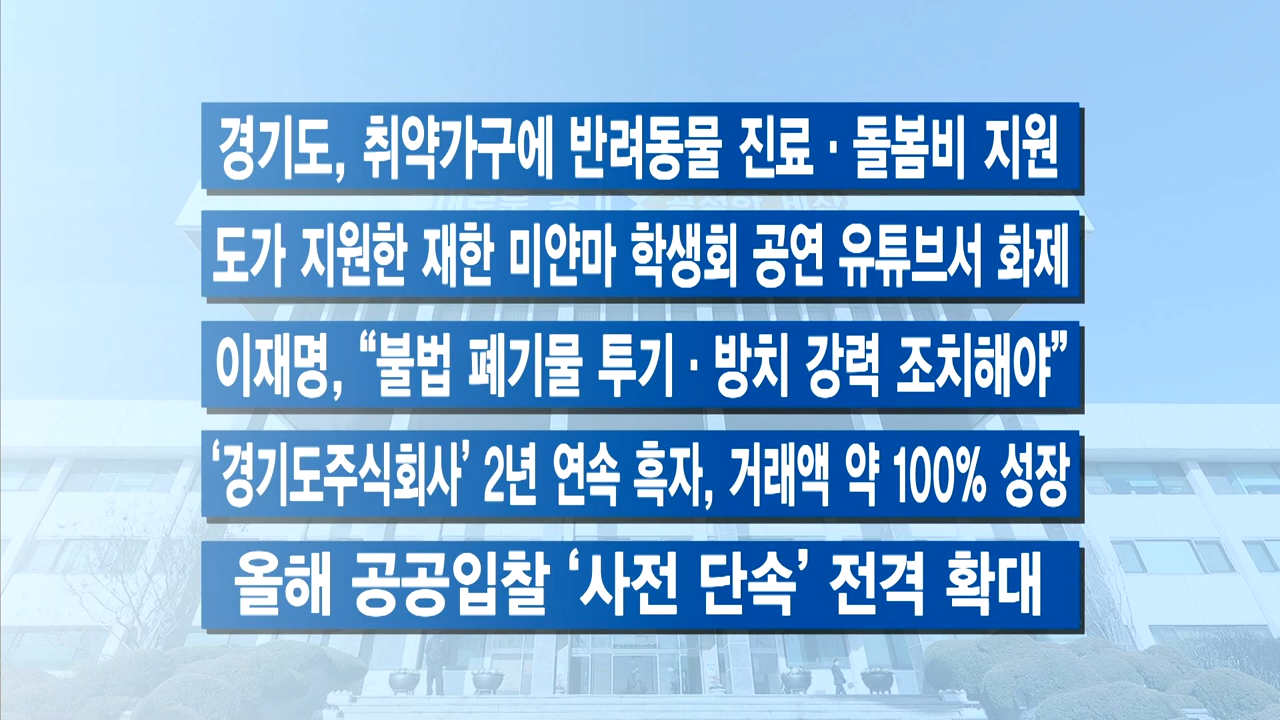 경기도, 취약가구에 반려동물 진료·돌봄비 지원
도가 지원한 재한 미얀마 학생회 공연 유튜브서 화제
이재명, “불법 폐기물 투기·방치 강력 조치해야”
‘경기도주식회사’ 2년 연속 흑자, 거래액 약 100% 성장
올해 공공입찰 ‘사전 단속’ 전격 확대